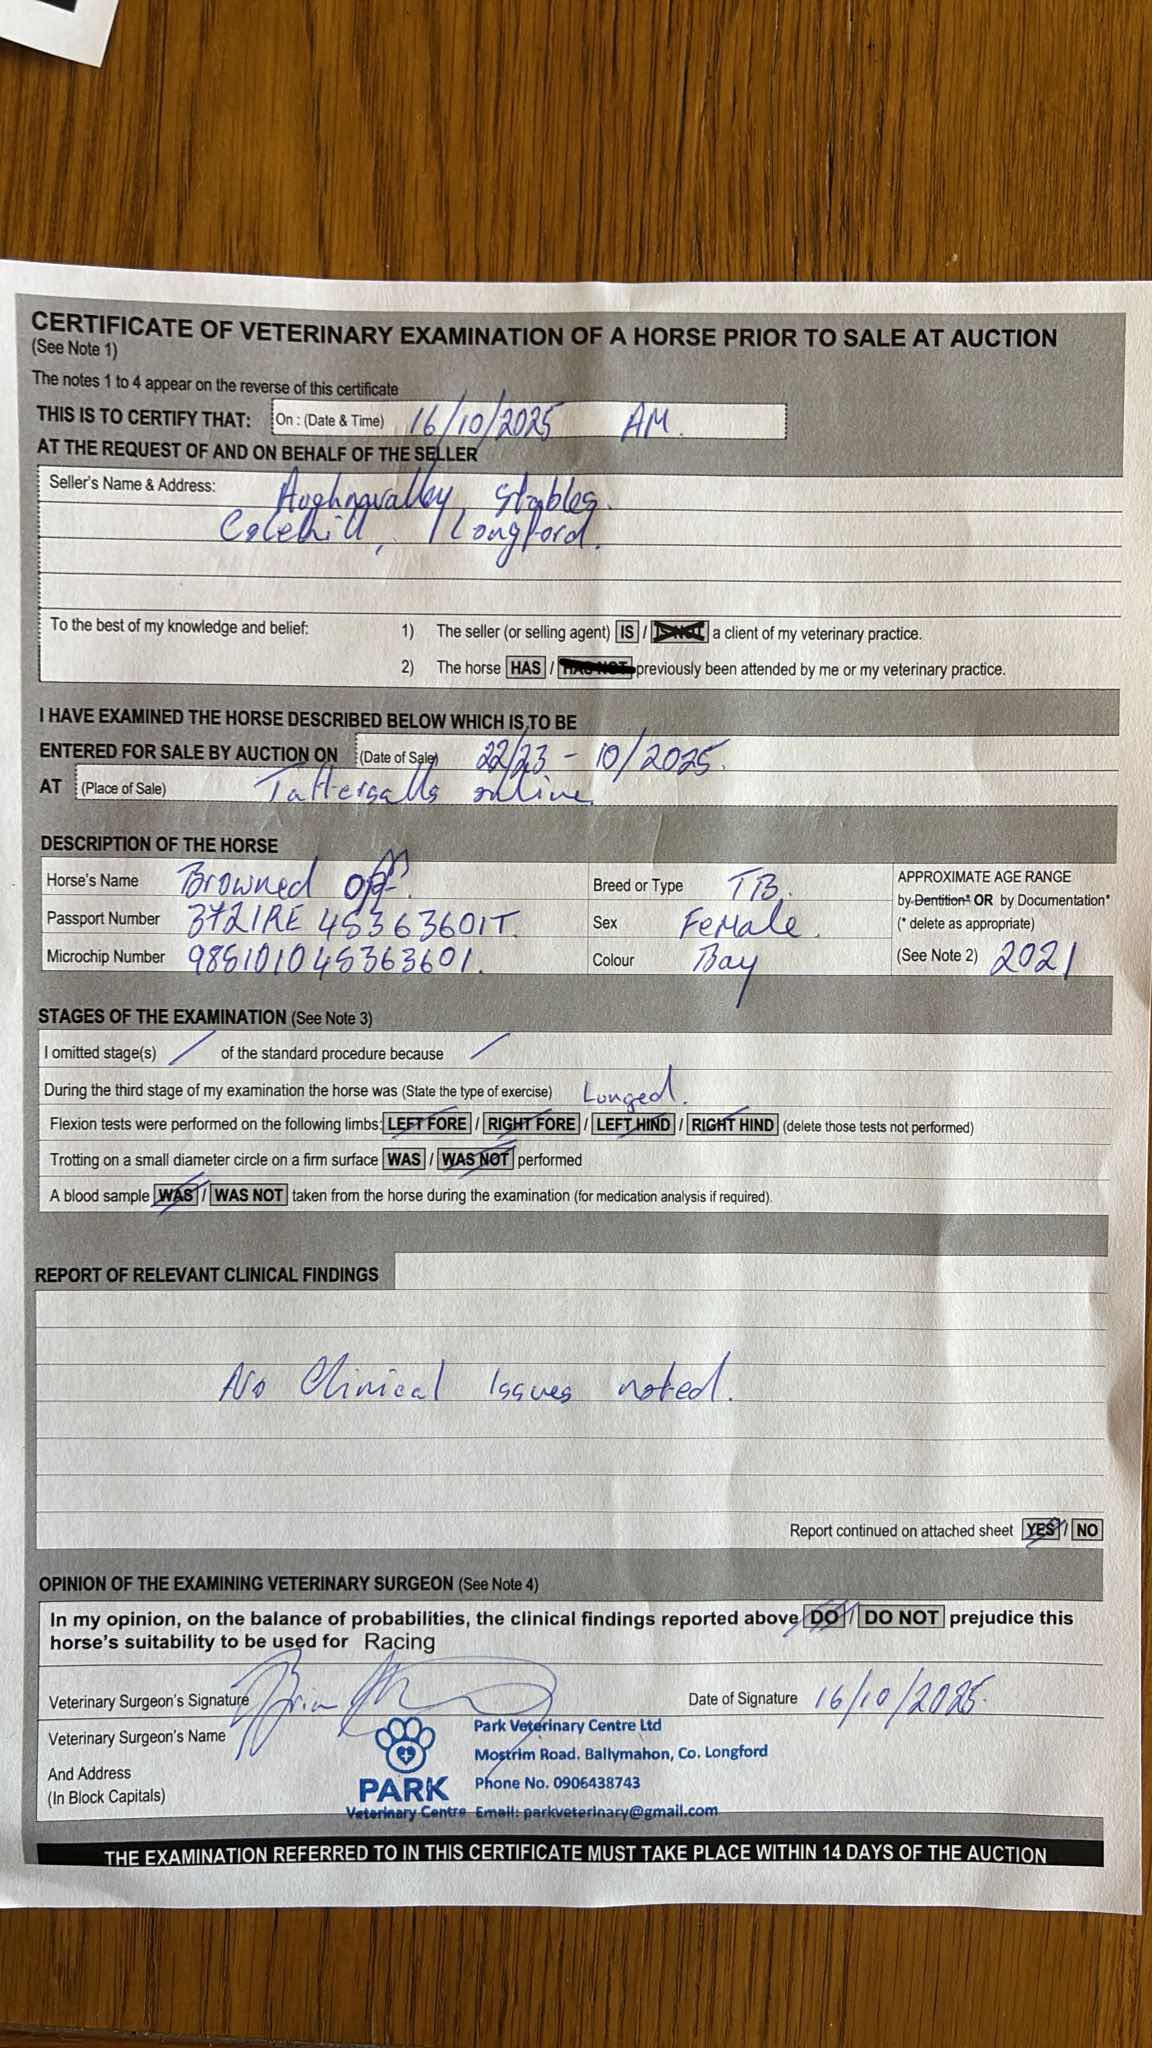 CERTIFICATE OF VETERINARY EXAMINATION OF A HORSE PRIOR TO SALE AT AUCTION
(See Note 1)
The notes 1 to 4 appear on the reverse of this certificate
THIS IS TO CERTIFY THAT: On : (Date & Time) 16/10/2025 AM.
AT THE REQUEST OF AND ON BEHALF OF THE SELLER
Seller's Name & Address: Aughnavalley Stables.
Colehill, Longford.
To the best of my knowledge and belief: 1) The seller (or selling agent) IS / IS NOT a client of my veterinary practice.
2) The horse HAS / HAS NOT previously been attended by me or my veterinary practice.
I HAVE EXAMINED THE HORSE DESCRIBED BELOW WHICH IS TO BE
ENTERED FOR SALE BY AUCTION ON (Date of Sale) 22/23 - 10/2025.
AT (Place of Sale) Tattersalls online.
DESCRIPTION OF THE HORSE
Horse's Name Browned off. Breed or Type TB. APPROXIMATE AGE RANGE
by Dentition* OR by Documentation*
Passport Number 372IRE 45363601T. Sex Female. (* delete as appropriate)
Microchip Number 985101045363601. Colour Bay (See Note 2) 2021
STAGES OF THE EXAMINATION (See Note 3)
I omitted stage(s) / of the standard procedure because /
During the third stage of my examination the horse was (State the type of exercise) Lunged.
Flexion tests were performed on the following limbs: LEFT FORE / RIGHT FORE / LEFT HIND / RIGHT HIND (delete those tests not performed)
Trotting on a small diameter circle on a firm surface WAS / WAS NOT performed
A blood sample WAS / WAS NOT taken from the horse during the examination (for medication analysis if required).
REPORT OF RELEVANT CLINICAL FINDINGS
No Clinical Issues noted.
Report continued on attached sheet YES / NO
OPINION OF THE EXAMINING VETERINARY SURGEON (See Note 4)
In my opinion, on the balance of probabilities, the clinical findings reported above DO / DO NOT prejudice this
horse's suitability to be used for Racing
Veterinary Surgeon's Signature Brian Date of Signature 16/10/2025.
Veterinary Surgeon's Name
And Address
(In Block Capitals)
PARK
Veterinary Centre
Park Veterinary Centre Ltd
Mostrim Road, Ballymahon, Co. Longford
Phone No. 0906438743
Email: parkveterinary@gmail.com
THE EXAMINATION REFERRED TO IN THIS CERTIFICATE MUST TAKE PLACE WITHIN 14 DAYS OF THE AUCTION